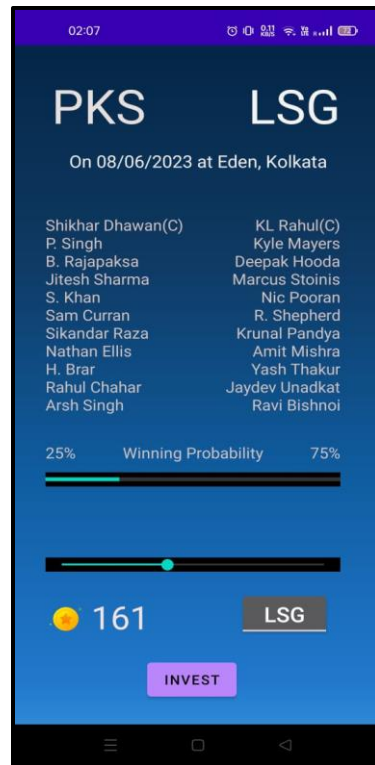 02:07 0.11 KB/S
PKS LSG
On 08/06/2023 at Eden, Kolkata
Shikhar Dhawan(C) KL Rahul(C)
P. Singh Kyle Mayers
B. Rajapaksa Deepak Hooda
Jitesh Sharma Marcus Stoinis
S. Khan Nic Pooran
Sam Curran R. Shepherd
Sikandar Raza Krunal Pandya
Nathan Ellis Amit Mishra
H. Brar Yash Thakur
Rahul Chahar Jaydev Unadkat
Arsh Singh Ravi Bishnoi
25% Winning Probability 75%
161 LSG
INVEST